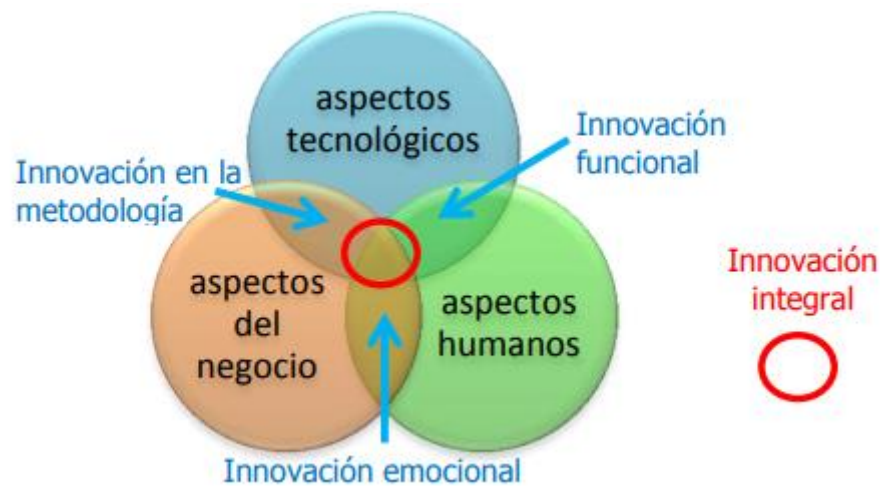 aspectos
tecnológicos
Innovación
funcional
Innovación en la
metodología
aspectos
del
negocio
aspectos
humanos
Innovación
integral
Innovación emocional